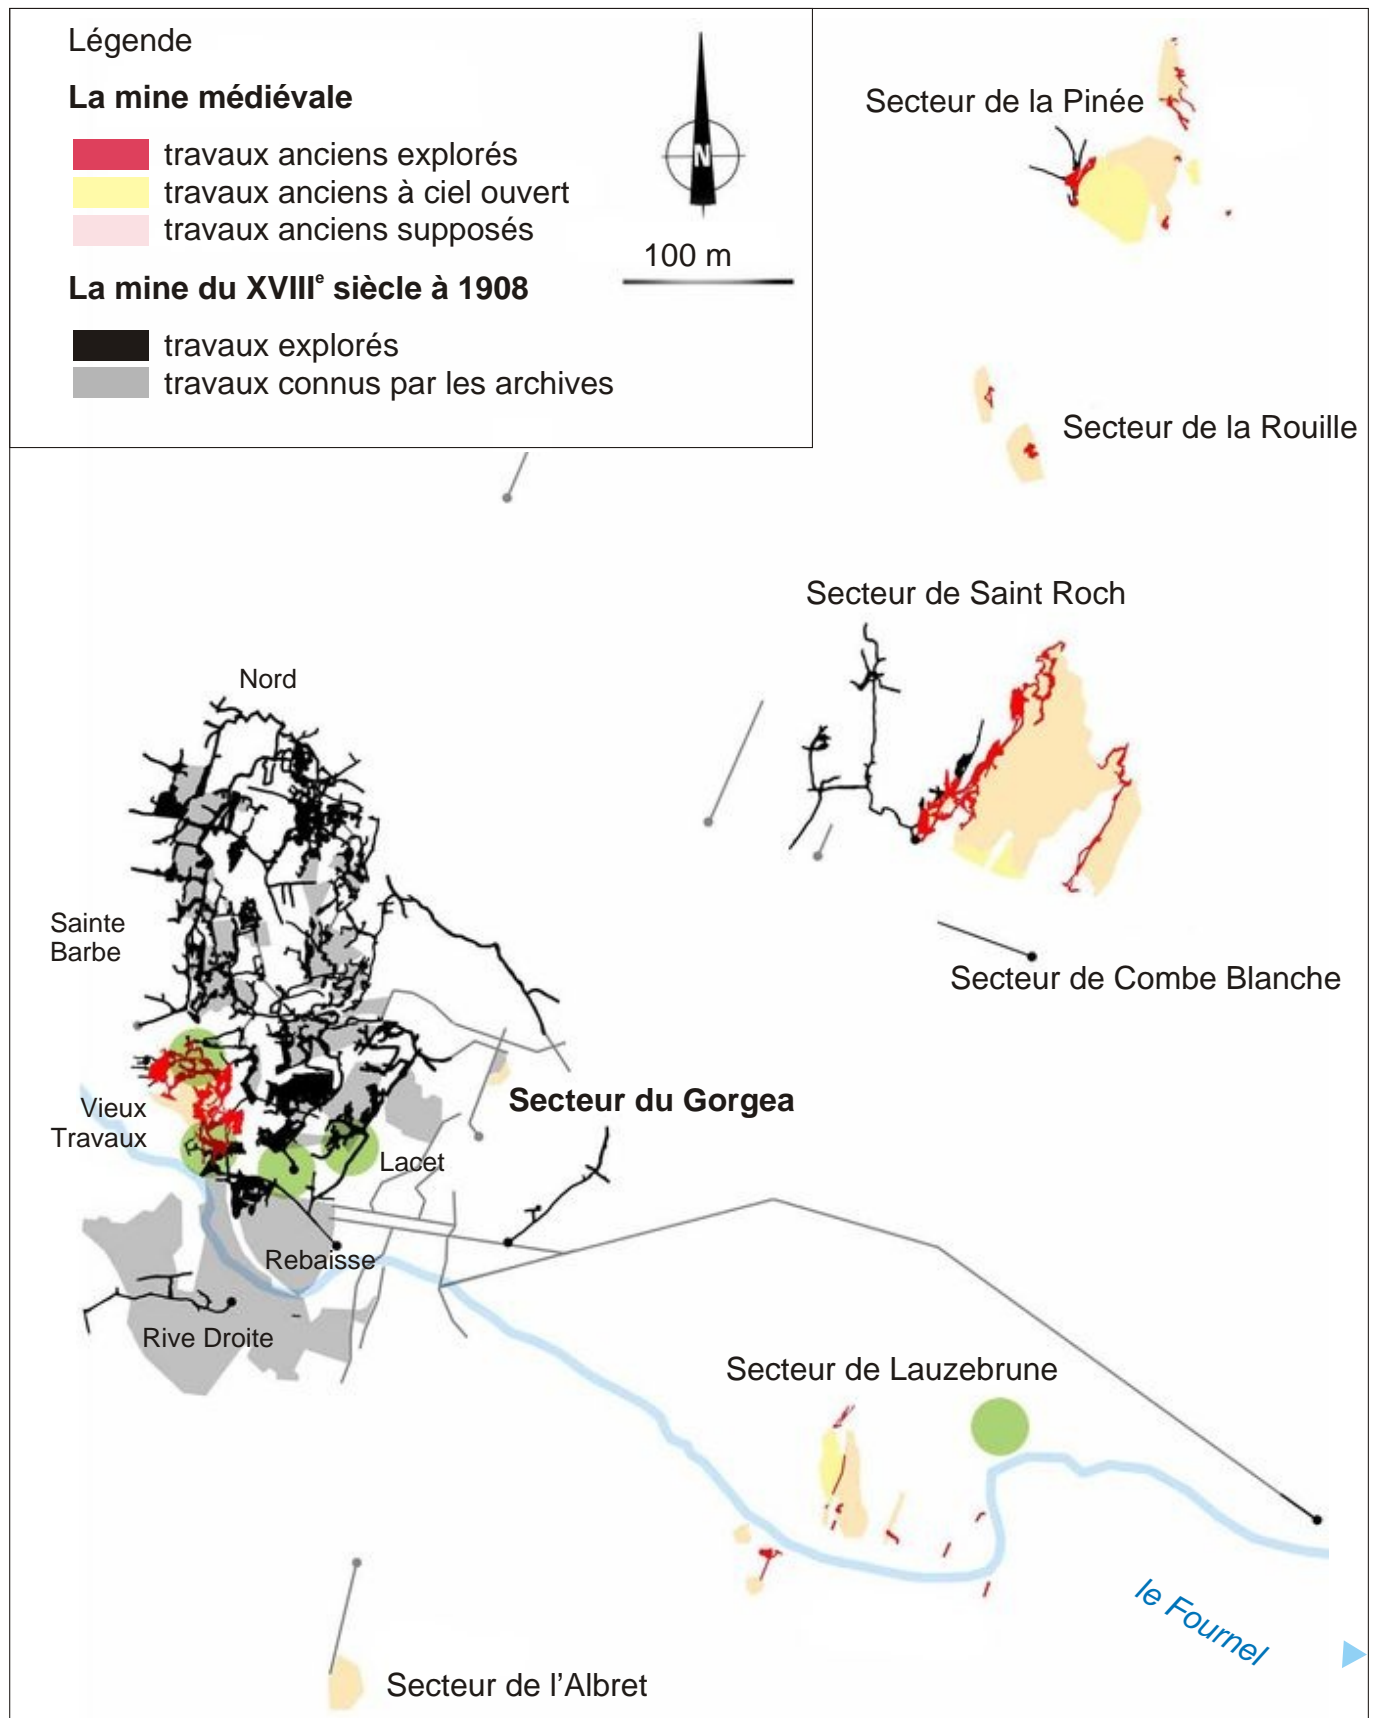 Légende
La mine médiévale
travaux anciens explorés
travaux anciens à ciel ouvert
travaux anciens supposés
La mine du XVIIIe siècle à 1908
travaux explorés
travaux connus par les archives
N
100 m
Secteur de la Pinée
Secteur de la Rouille
Secteur de Saint Roch
Nord
Sainte
Barbe
Secteur de Combe Blanche
Secteur du Gorgea
Vieux
Travaux
Lacet
Rebaisse
Rive Droite
Secteur de Lauzebrune
le Fournel
Secteur de l'Albret